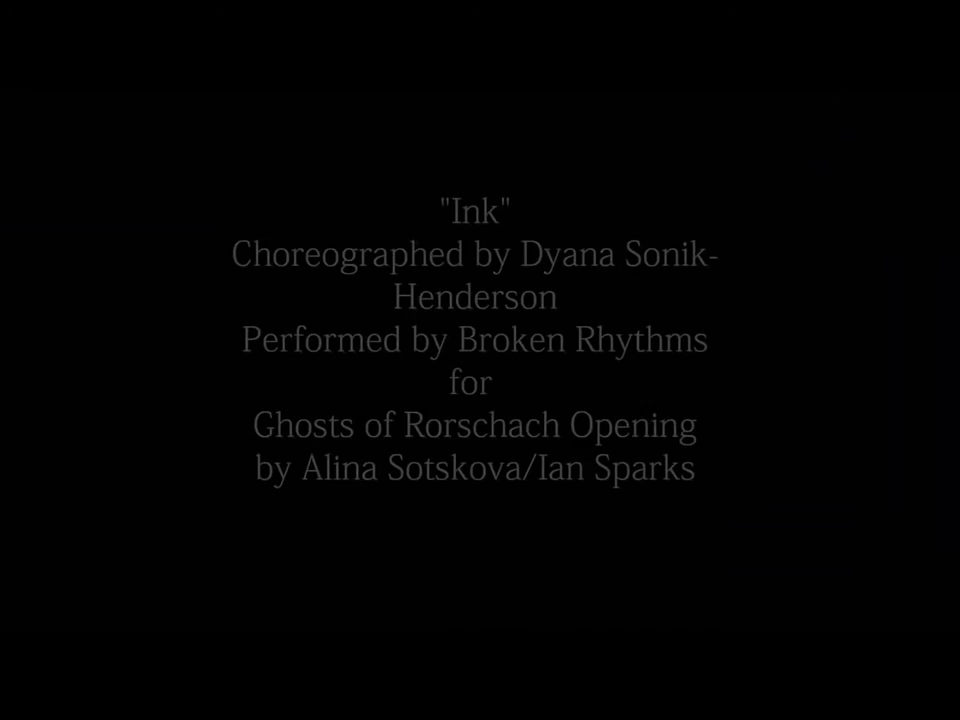 "Ink"
Choreographed by Dyana Sonik-
Henderson
Performed by Broken Rhythms
for
Ghosts of Rorschach Opening
by Alina Sotskova/Ian Sparks